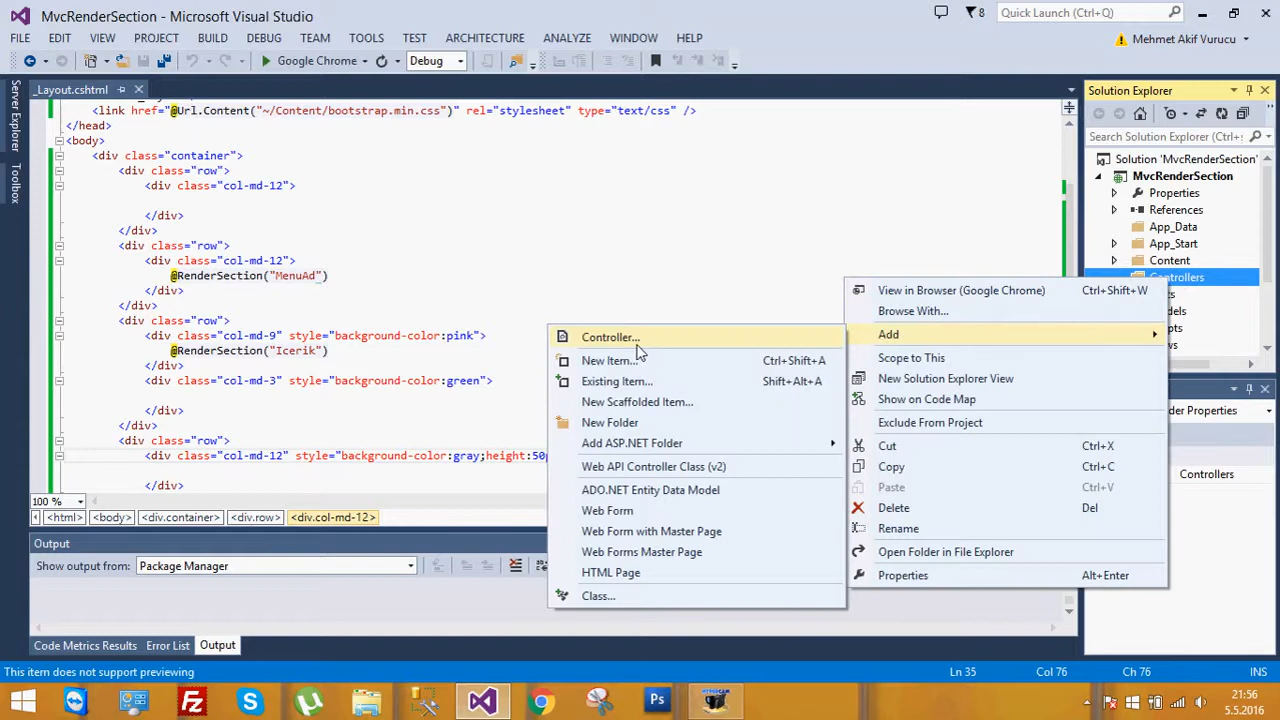 MvcRenderSection - Microsoft Visual Studio
8
Quick Launch (Ctrl+Q)
FILE EDIT VIEW PROJECT BUILD DEBUG TEAM TOOLS TEST ARCHITECTURE ANALYZE WINDOW HELP
Mehmet Akif Vurucu
Google Chrome
Debug
Server Explorer
Toolbox
_Layout.cshtml
<link href="@Url.Content("~/Content/bootstrap.min.css")" rel="stylesheet" type="text/css" />
</head>
<body>
<div class="container">
<div class="row">
<div class="col-md-12">
</div>
</div>
<div class="row">
<div class="col-md-12">
@RenderSection("MenuAd")
</div>
</div>
<div class="row">
<div class="col-md-9" style="background-color:pink">
@RenderSection("Icerik")
</div>
<div class="col-md-3" style="background-color:green">
</div>
</div>
<div class="row">
<div class="col-md-12" style="background-color:gray;height:50p
</div>
100 %
<html> <body> <div.container> <div.row> <div.col-md-12>
Output
Show output from: Package Manager
Code Metrics Results Error List Output
Controller...
New Item... Ctrl+Shift+A
Existing Item... Shift+Alt+A
New Scaffolded Item...
New Folder
Add ASP.NET Folder
Web API Controller Class (v2)
ADO.NET Entity Data Model
Web Form
Web Form with Master Page
Web Forms Master Page
HTML Page
Class...
View in Browser (Google Chrome) Ctrl+Shift+W
Browse With...
Add
Scope to This
New Solution Explorer View
Show on Code Map
Exclude From Project
Cut Ctrl+X
Copy Ctrl+C
Paste Ctrl+V
Delete Del
Rename
Open Folder in File Explorer
Properties Alt+Enter
Solution Explorer
Search Solution Explorer (Ctrl+;
Solution 'MvcRenderSection'
MvcRenderSection
Properties
References
App_Data
App_Start
Content
Controllers
ts
els
s
der Properties
Controllers
This item does not support previewing
Ln 35 Col 76 Ch 76 INS
Ps
21:56
5.5.2016